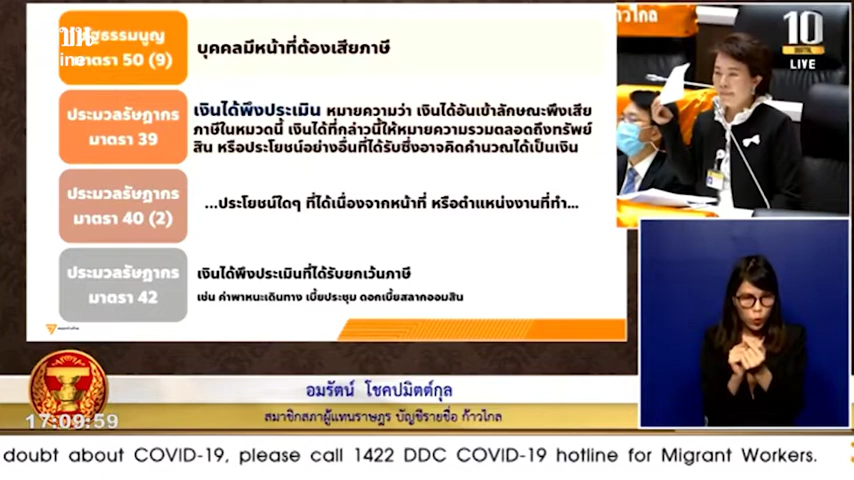 รัฐธรรมนูญ
มาตรา 50 (9)
บุคคลมีหน้าที่ต้องเสียภาษี
ประมวลรัษฎากร
มาตรา 39
เงินได้พึงประเมิน หมายความว่า เงินได้อันเข้าลักษณะพึงเสีย
ภาษีในหมวดนี้ เงินได้ที่กล่าวนี้ให้หมายความรวมตลอดถึงทรัพย์
สิน หรือประโยชน์อย่างอื่นที่ได้รับซึ่งอาจคิดคำนวณได้เป็นเงิน
ประมวลรัษฎากร
มาตรา 40 (2)
...ประโยชน์ใดๆ ที่ได้เนื่องจากหน้าที่ หรือตำแหน่งงานที่ทำ...
ประมวลรัษฎากร
มาตรา 42
เงินได้พึงประเมินที่ได้รับยกเว้นภาษี
เช่น ค่าพาหนะเดินทาง เบี้ยประชุม ดอกเบี้ยสลากออมสิน
ก้าวไกล
10
LIVE
อมรัตน์ โชคปมิตต์กุล
สมาชิกสภาผู้แทนราษฎร บัญชีรายชื่อ ก้าวไกล
17:09:59
doubt about COVID-19, please call 1422 DDC COVID-19 hotline for Migrant Workers.